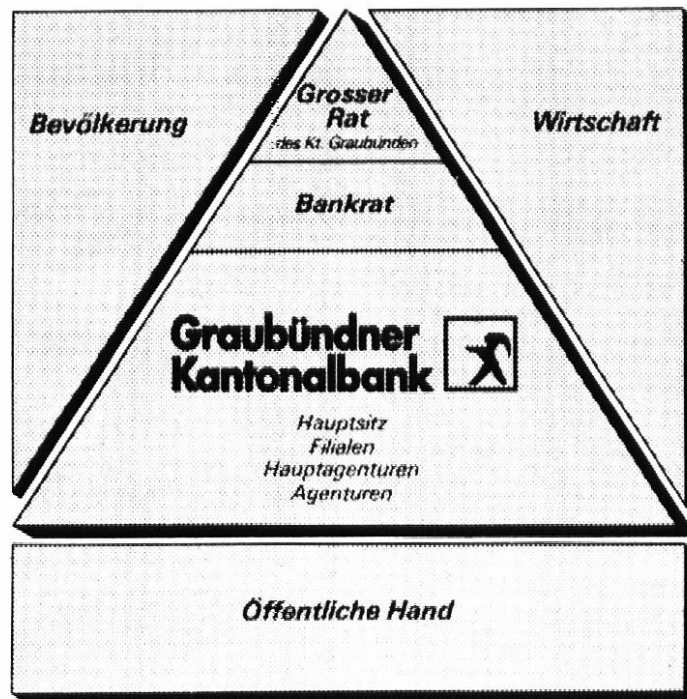 Bevölkerung
Grosser
Rat
des Kt. Graubünden
Wirtschaft
Bankrat
Graubündner
Kantonalbank
Hauptsitz
Filialen
Hauptagenturen
Agenturen
Öffentliche Hand